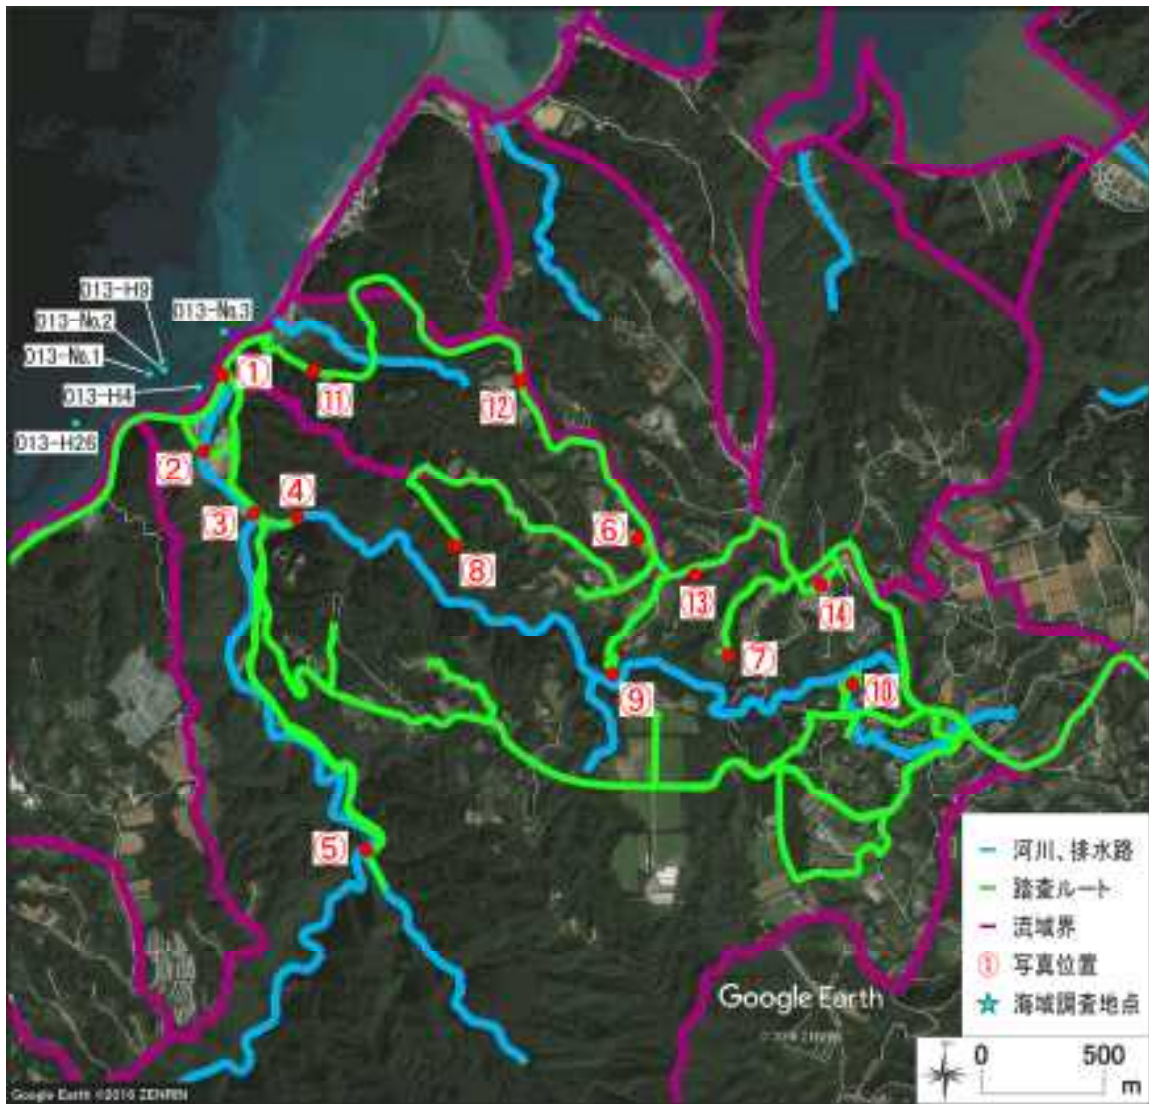 013-H9
013-No.2
013-No.1
013-H4
013-H26
013-No.3
①
⑪
⑫
②
③
④
⑧
⑥
⑬
⑭
⑦
⑨
⑩
⑤
河川、排水路
踏査ルート
流域界
① 写真位置
海域調査地点
Google Earth
0 500
m
Google Earth ©2016 ZENRIN